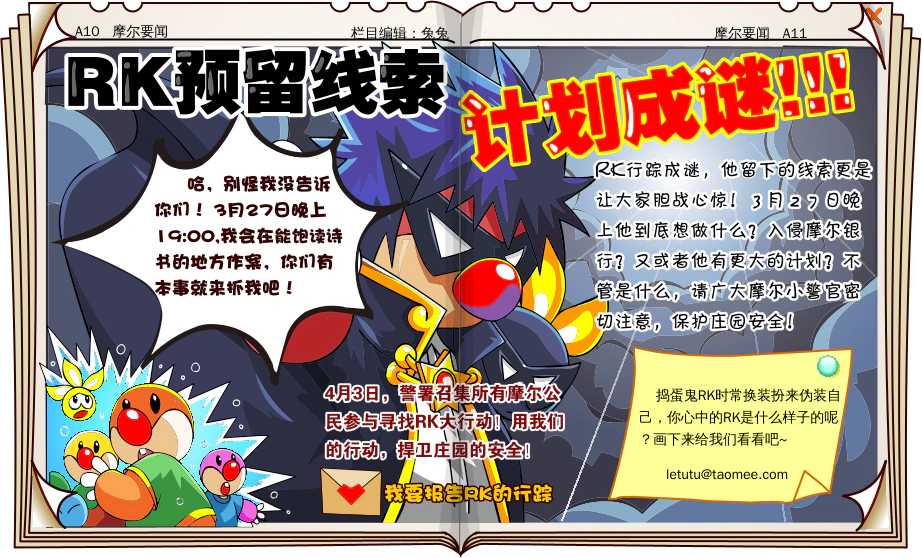 A10 摩尔要闻
栏目编辑：兔兔
摩尔要闻 A11
RK预留线索
计划成谜!!!
哈，别怪我没告诉
你们！3月27日晚上
19:00,我会在能饱读诗
书的地方作案，你们有
本事就来抓我吧！
RK行踪成谜，他留下的线索更是
让大家胆战心惊！3月27日晚
上他到底想做什么？入侵摩尔银
行？又或者他有更大的计划？不
管是什么，请广大摩尔小警官密
切注意，保护庄园安全！
4月3日，警署召集所有摩尔公
民参与寻找RK大行动！用我们
的行动，捍卫庄园的安全！
我要报告RK的行踪
捣蛋鬼RK时常换装扮来伪装自
己，你心中的RK是什么样子的呢
？画下来给我们看看吧~
letutu@taomee.com